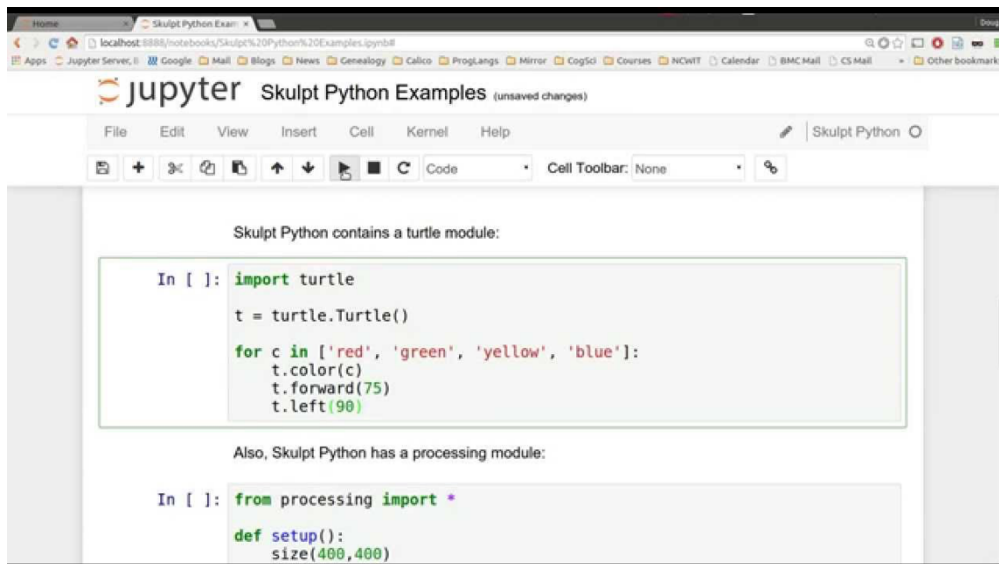 Home
Skulpt Python Exam
Doug
localhost:8888/notebooks/Skulpt%20Python%20Examples.ipynb#
Apps Jupyter Server, Google Mail Blogs News Genealogy Calico ProgLangs Mirror CogSci Courses NCWIT Calendar BMC Mail CS Mail » Other bookmark
jupyter Skulpt Python Examples (unsaved changes)
File Edit View Insert Cell Kernel Help Skulpt Python
Code Cell Toolbar: None
Skulpt Python contains a turtle module:
In [ ]: import turtle
t = turtle.Turtle()
for c in ['red', 'green', 'yellow', 'blue']:
t.color(c)
t.forward(75)
t.left(90)
Also, Skulpt Python has a processing module:
In [ ]: from processing import *
def setup():
size(400,400)